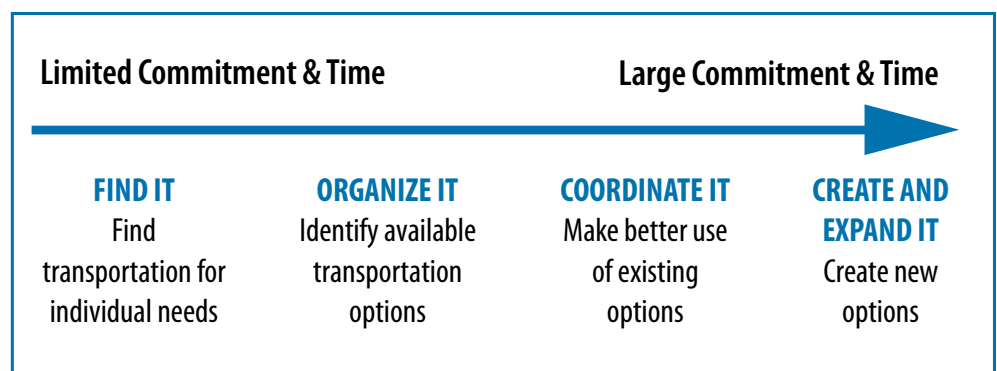 Limited Commitment & Time
Large Commitment & Time
FIND IT
Find
transportation for
individual needs
ORGANIZE IT
Identify available
transportation
options
COORDINATE IT
Make better use
of existing
options
CREATE AND
EXPAND IT
Create new
options